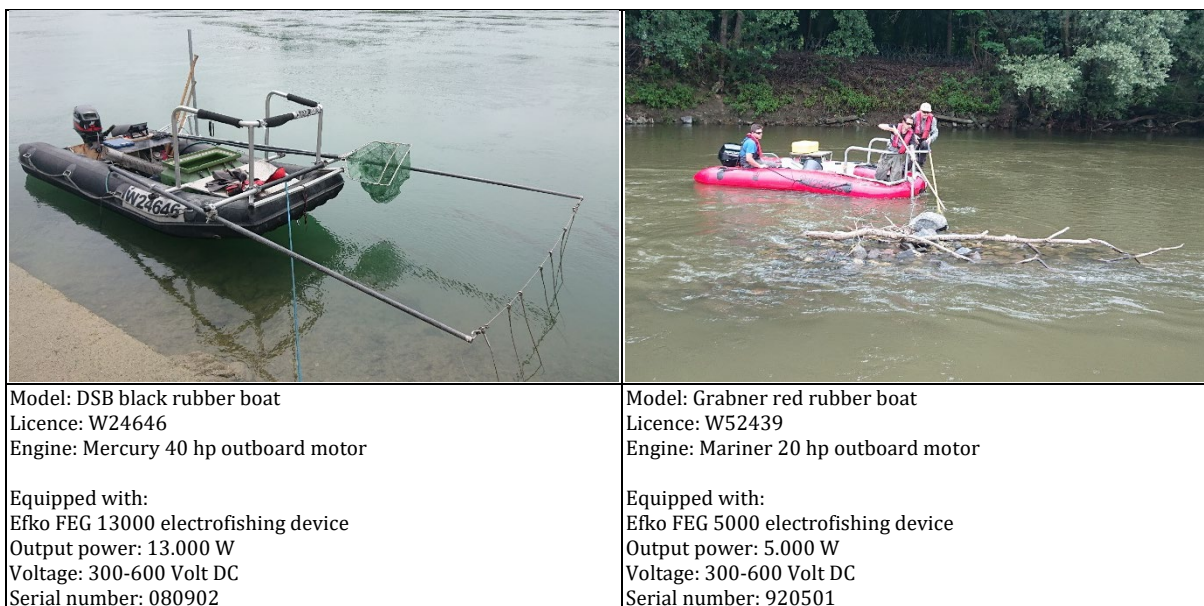 W24646
Model: DSB black rubber boat
Licence: W24646
Engine: Mercury 40 hp outboard motor
Equipped with:
Efko FEG 13000 electrofishing device
Output power: 13.000 W
Voltage: 300-600 Volt DC
Serial number: 080902
Model: Grabner red rubber boat
Licence: W52439
Engine: Mariner 20 hp outboard motor
Equipped with:
Efko FEG 5000 electrofishing device
Output power: 5.000 W
Voltage: 300-600 Volt DC
Serial number: 920501